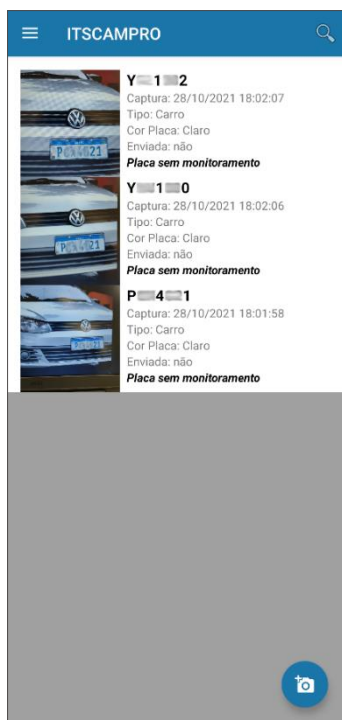 ITSCAMPRO
Captura: 28/10/2021 18:02:07
Tipo: Carro
Cor Placa: Claro
Enviada: não
Placa sem monitoramento
Captura: 28/10/2021 18:02:06
Tipo: Carro
Cor Placa: Claro
Enviada: não
Placa sem monitoramento
Captura: 28/10/2021 18:01:58
Tipo: Carro
Cor Placa: Claro
Enviada: não
Placa sem monitoramento